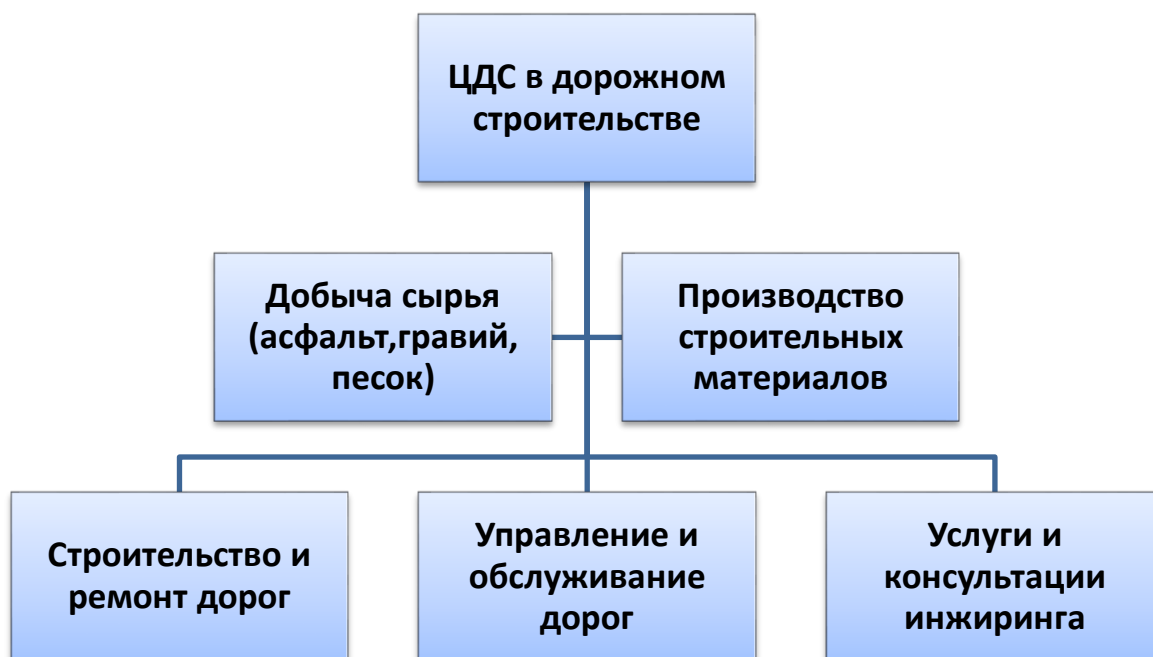 ЦДС в дорожном
строительстве
Добыча сырья
(асфальт,гравий,
песок)
Производство
строительных
материалов
Строительство и
ремонт дорог
Управление и
обслуживание
дорог
Услуги и
консультации
инжиринга